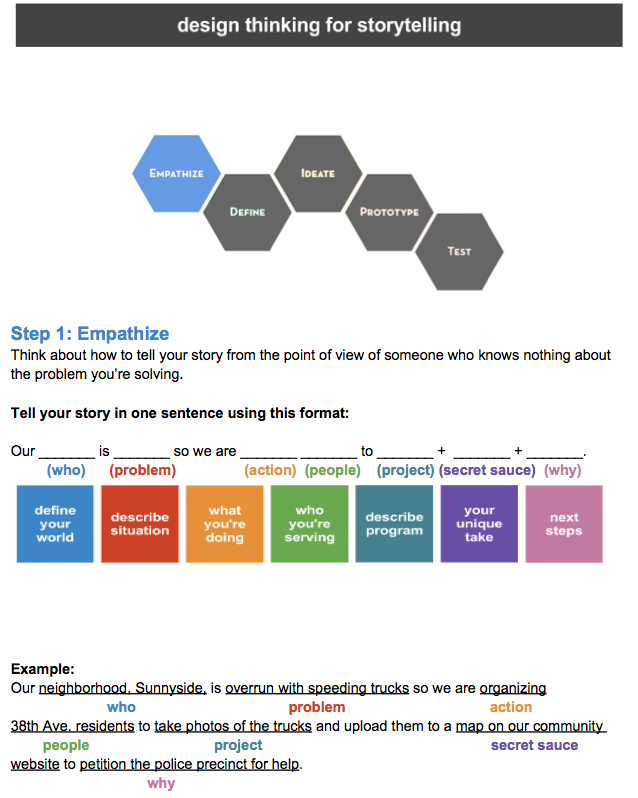 design thinking for storytelling
EMPATHIZE
DEFINE
IDEATE
PROTOTYPE
TEST
Step 1: Empathize
Think about how to tell your story from the point of view of someone who knows nothing about
the problem you're solving.
Tell your story in one sentence using this format:
Our _______ is _______ so we are _______ _______ to _______ + _______ + _______.
(who) (problem) (action) (people) (project) (secret sauce) (why)
define
your
world
describe
situation
what
you're
doing
who
you're
serving
describe
program
your
unique
take
next
steps
Example:
Our neighborhood, Sunnyside, is overrun with speeding trucks so we are organizing
who problem action
38th Ave. residents to take photos of the trucks and upload them to a map on our community
people project secret sauce
website to petition the police precinct for help.
why